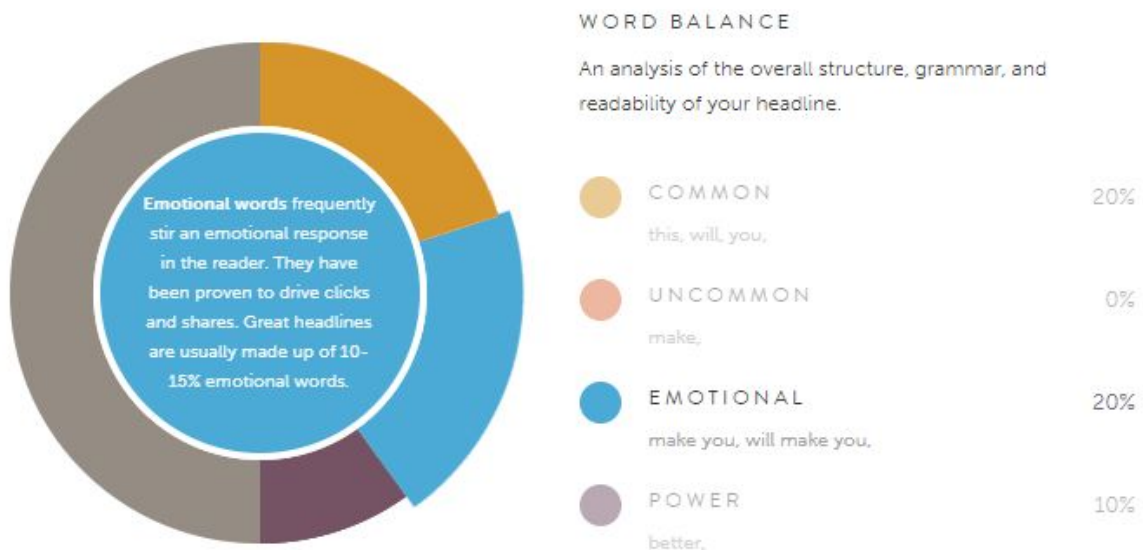 WORD BALANCE
An analysis of the overall structure, grammar, and
readability of your headline.
Emotional words frequently
stir an emotional response
in the reader. They have
been proven to drive clicks
and shares. Great headlines
are usually made up of 10-
15% emotional words.
COMMON 20%
this, will, you,
UNCOMMON 0%
make,
EMOTIONAL 20%
make you, will make you,
POWER 10%
better,